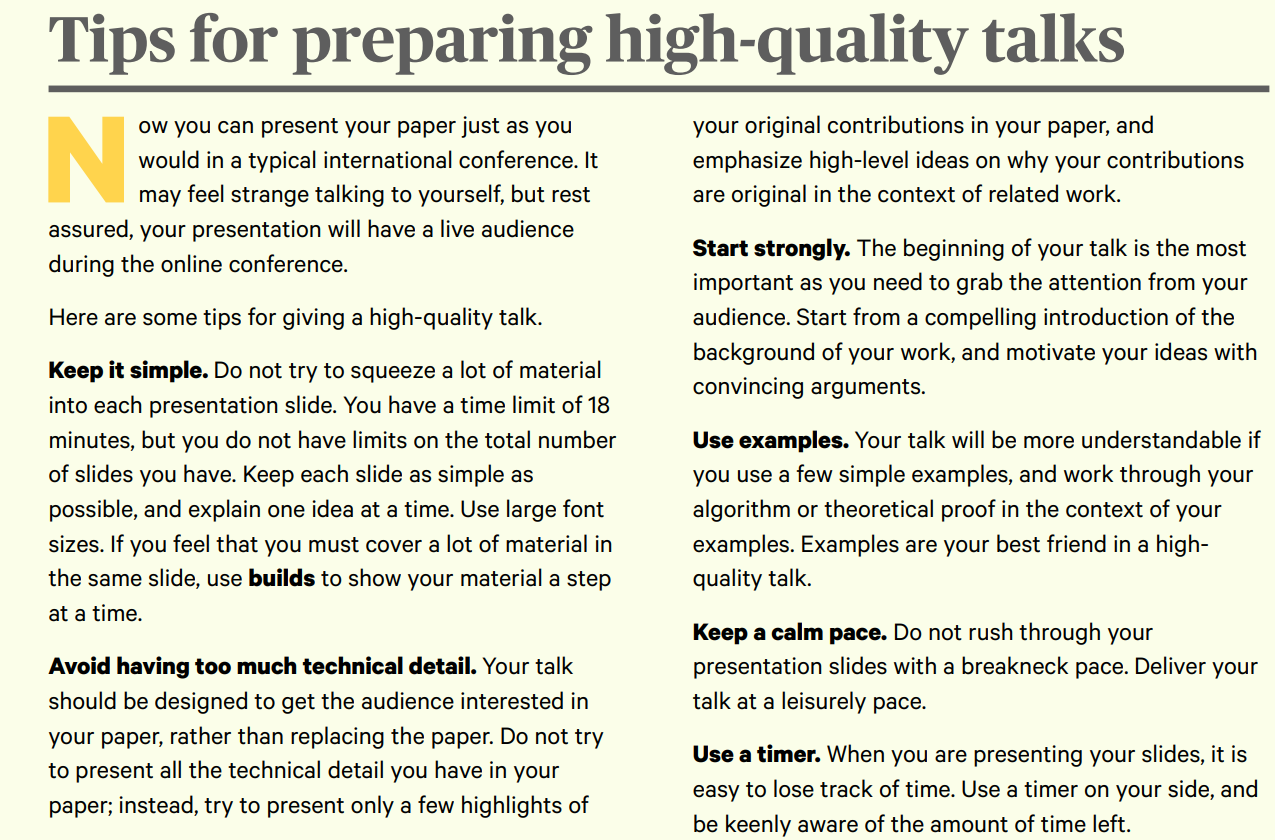 Tips for preparing high-quality talks
Now you can present your paper just as you
would in a typical international conference. It
may feel strange talking to yourself, but rest
assured, your presentation will have a live audience
during the online conference.
Here are some tips for giving a high-quality talk.
Keep it simple. Do not try to squeeze a lot of material
into each presentation slide. You have a time limit of 18
minutes, but you do not have limits on the total number
of slides you have. Keep each slide as simple as
possible, and explain one idea at a time. Use large font
sizes. If you feel that you must cover a lot of material in
the same slide, use builds to show your material a step
at a time.
Avoid having too much technical detail. Your talk
should be designed to get the audience interested in
your paper, rather than replacing the paper. Do not try
to present all the technical detail you have in your
paper; instead, try to present only a few highlights of
your original contributions in your paper, and
emphasize high-level ideas on why your contributions
are original in the context of related work.
Start strongly. The beginning of your talk is the most
important as you need to grab the attention from your
audience. Start from a compelling introduction of the
background of your work, and motivate your ideas with
convincing arguments.
Use examples. Your talk will be more understandable if
you use a few simple examples, and work through your
algorithm or theoretical proof in the context of your
examples. Examples are your best friend in a high-
quality talk.
Keep a calm pace. Do not rush through your
presentation slides with a breakneck pace. Deliver your
talk at a leisurely pace.
Use a timer. When you are presenting your slides, it is
easy to lose track of time. Use a timer on your side, and
be keenly aware of the amount of time left.